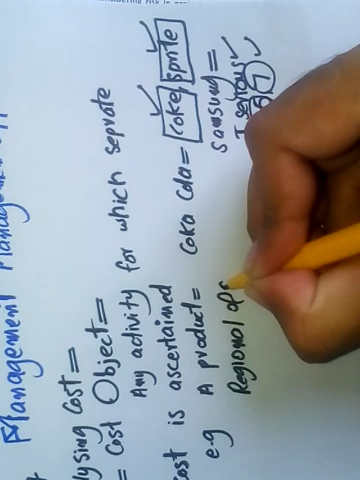 Management
lysing Cost=
= Cost Object=
Any activity for which seprate
cost is ascertained
e.g A product= Coka Cola= Coke, Sprite
Samsung=
Regional of